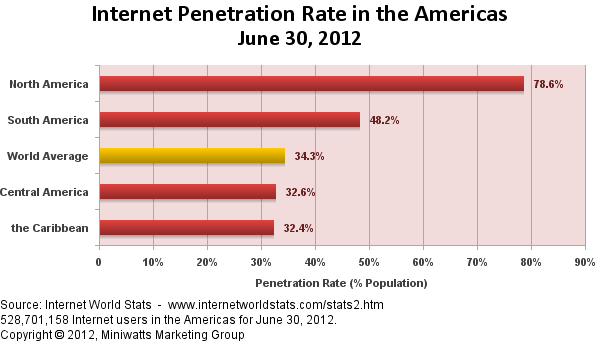 Internet Penetration Rate in the Americas
June 30, 2012
North America 78.6%
South America 48.2%
World Average 34.3%
Central America 32.6%
the Caribbean 32.4%
0 10% 20% 30% 40% 50% 60% 70% 80% 90%
Penetration Rate (% Population)
Source: Internet World Stats - www.internetworldstats.com/stats2.htm
528,701,158 Internet users in the Americas for June 30, 2012.
Copyright © 2012, Miniwatts Marketing Group